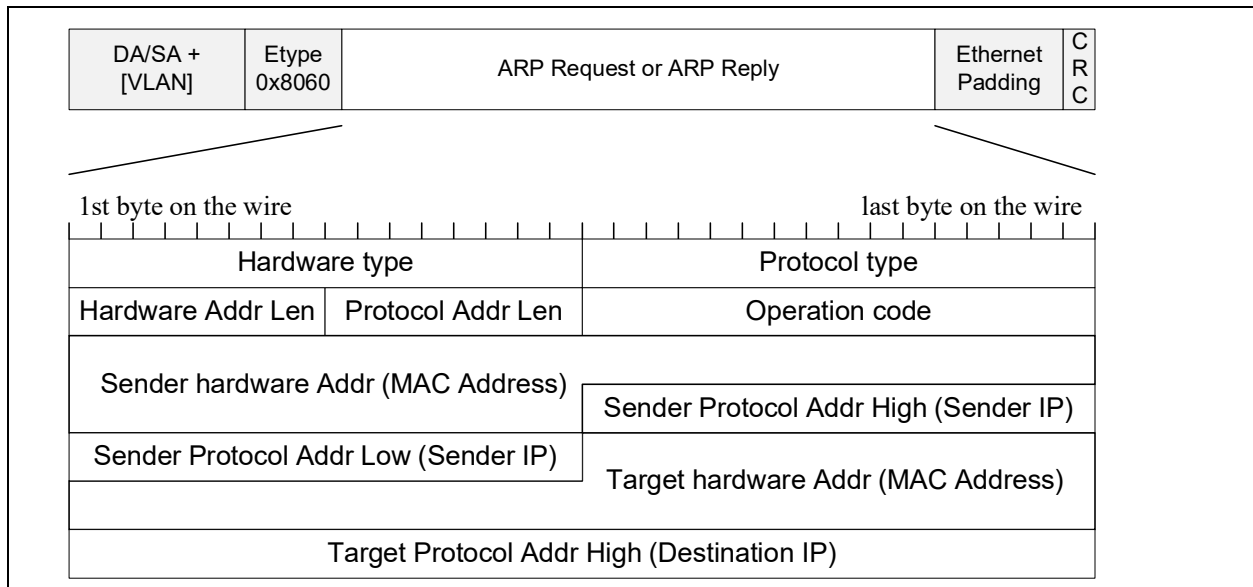 DA/SA +
[VLAN]
Etype
0x8060
ARP Request or ARP Reply
Ethernet
Padding
C
R
C
1st byte on the wire
last byte on the wire
Hardware type
Protocol type
Hardware Addr Len
Protocol Addr Len
Operation code
Sender hardware Addr (MAC Address)
Sender Protocol Addr High (Sender IP)
Sender Protocol Addr Low (Sender IP)
Target hardware Addr (MAC Address)
Target Protocol Addr High (Destination IP)